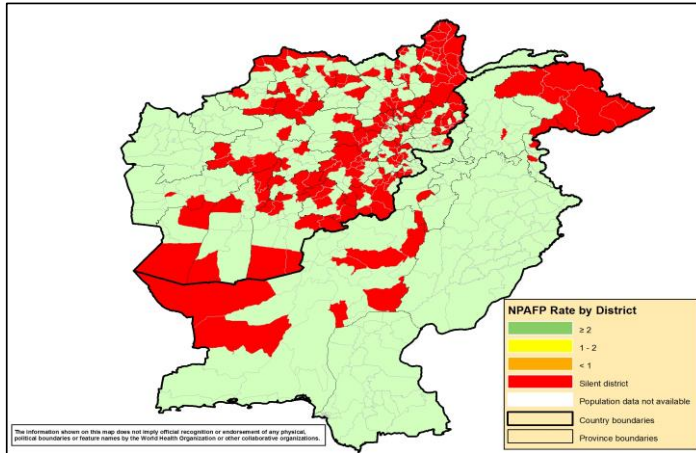 NPAFP Rate by District
≥ 2
1 - 2
< 1
Silent district
Population data not available
Country boundaries
Province boundaries
The information shown on this map does not imply official recognition or endorsement of any physical,
political boundaries or feature names by the World Health Organization or other collaborative organizations.